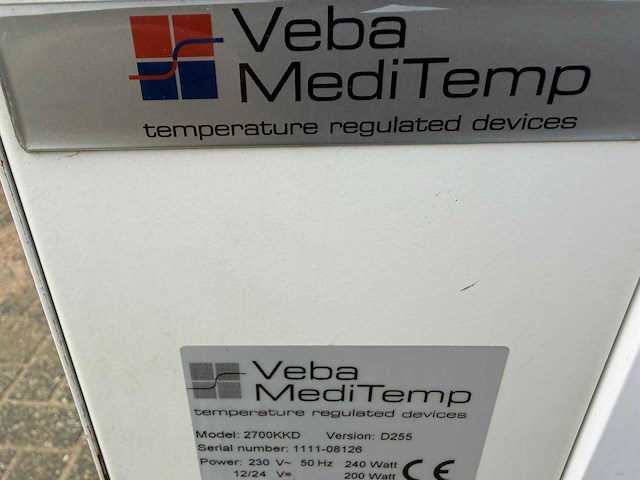 Veba
MediTemp
temperature regulated devices
Veba
MediTemp
temperature regulated devices
Model: 2700KKD Version: D255
Serial number: 1111-08126
Power: 230 V~ 50 Hz 240 Watt
12/24 V= 200 Watt
CE